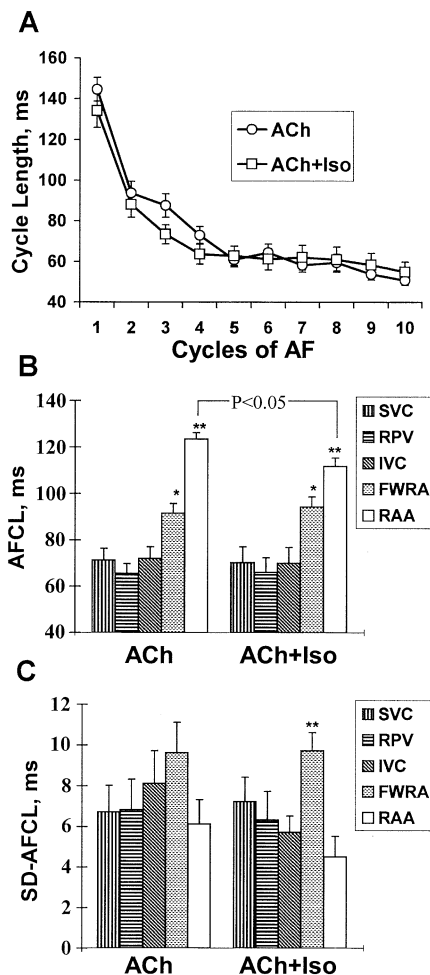 A
Cycle Length, ms
160
140
120
100
80
60
40
ACh
ACh+Iso
1 2 3 4 5 6 7 8 9 10
Cycles of AF
B
AFCL, ms
140
120
100
80
60
40
P<0.05
* ** * **
SVC
RPV
IVC
FWRA
RAA
ACh ACh+Iso
C
SD-AFCL, ms
12
10
8
6
4
2
0
**
SVC
RPV
IVC
FWRA
RAA
ACh ACh+Iso